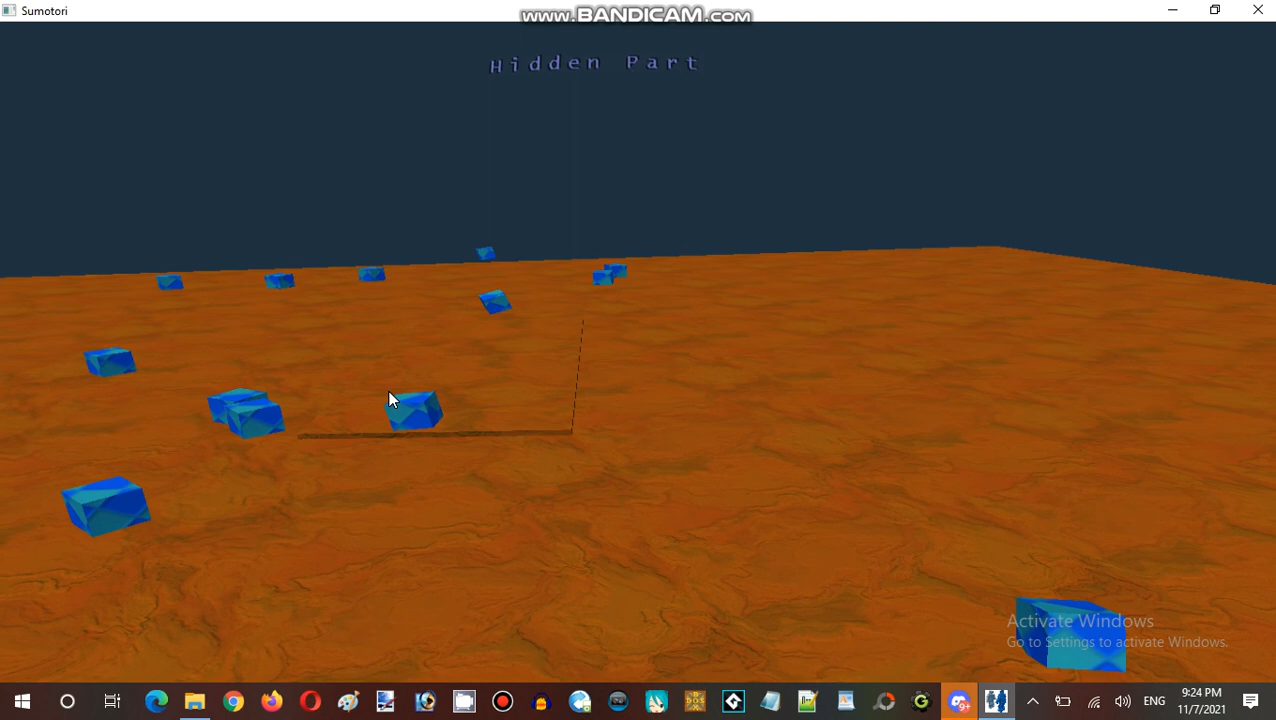 Sumotori
www.BANDICAM.com
Hidden Part
Activate Windows
Go to Settings to activate Windows.
ENG
9:24 PM
11/7/2021